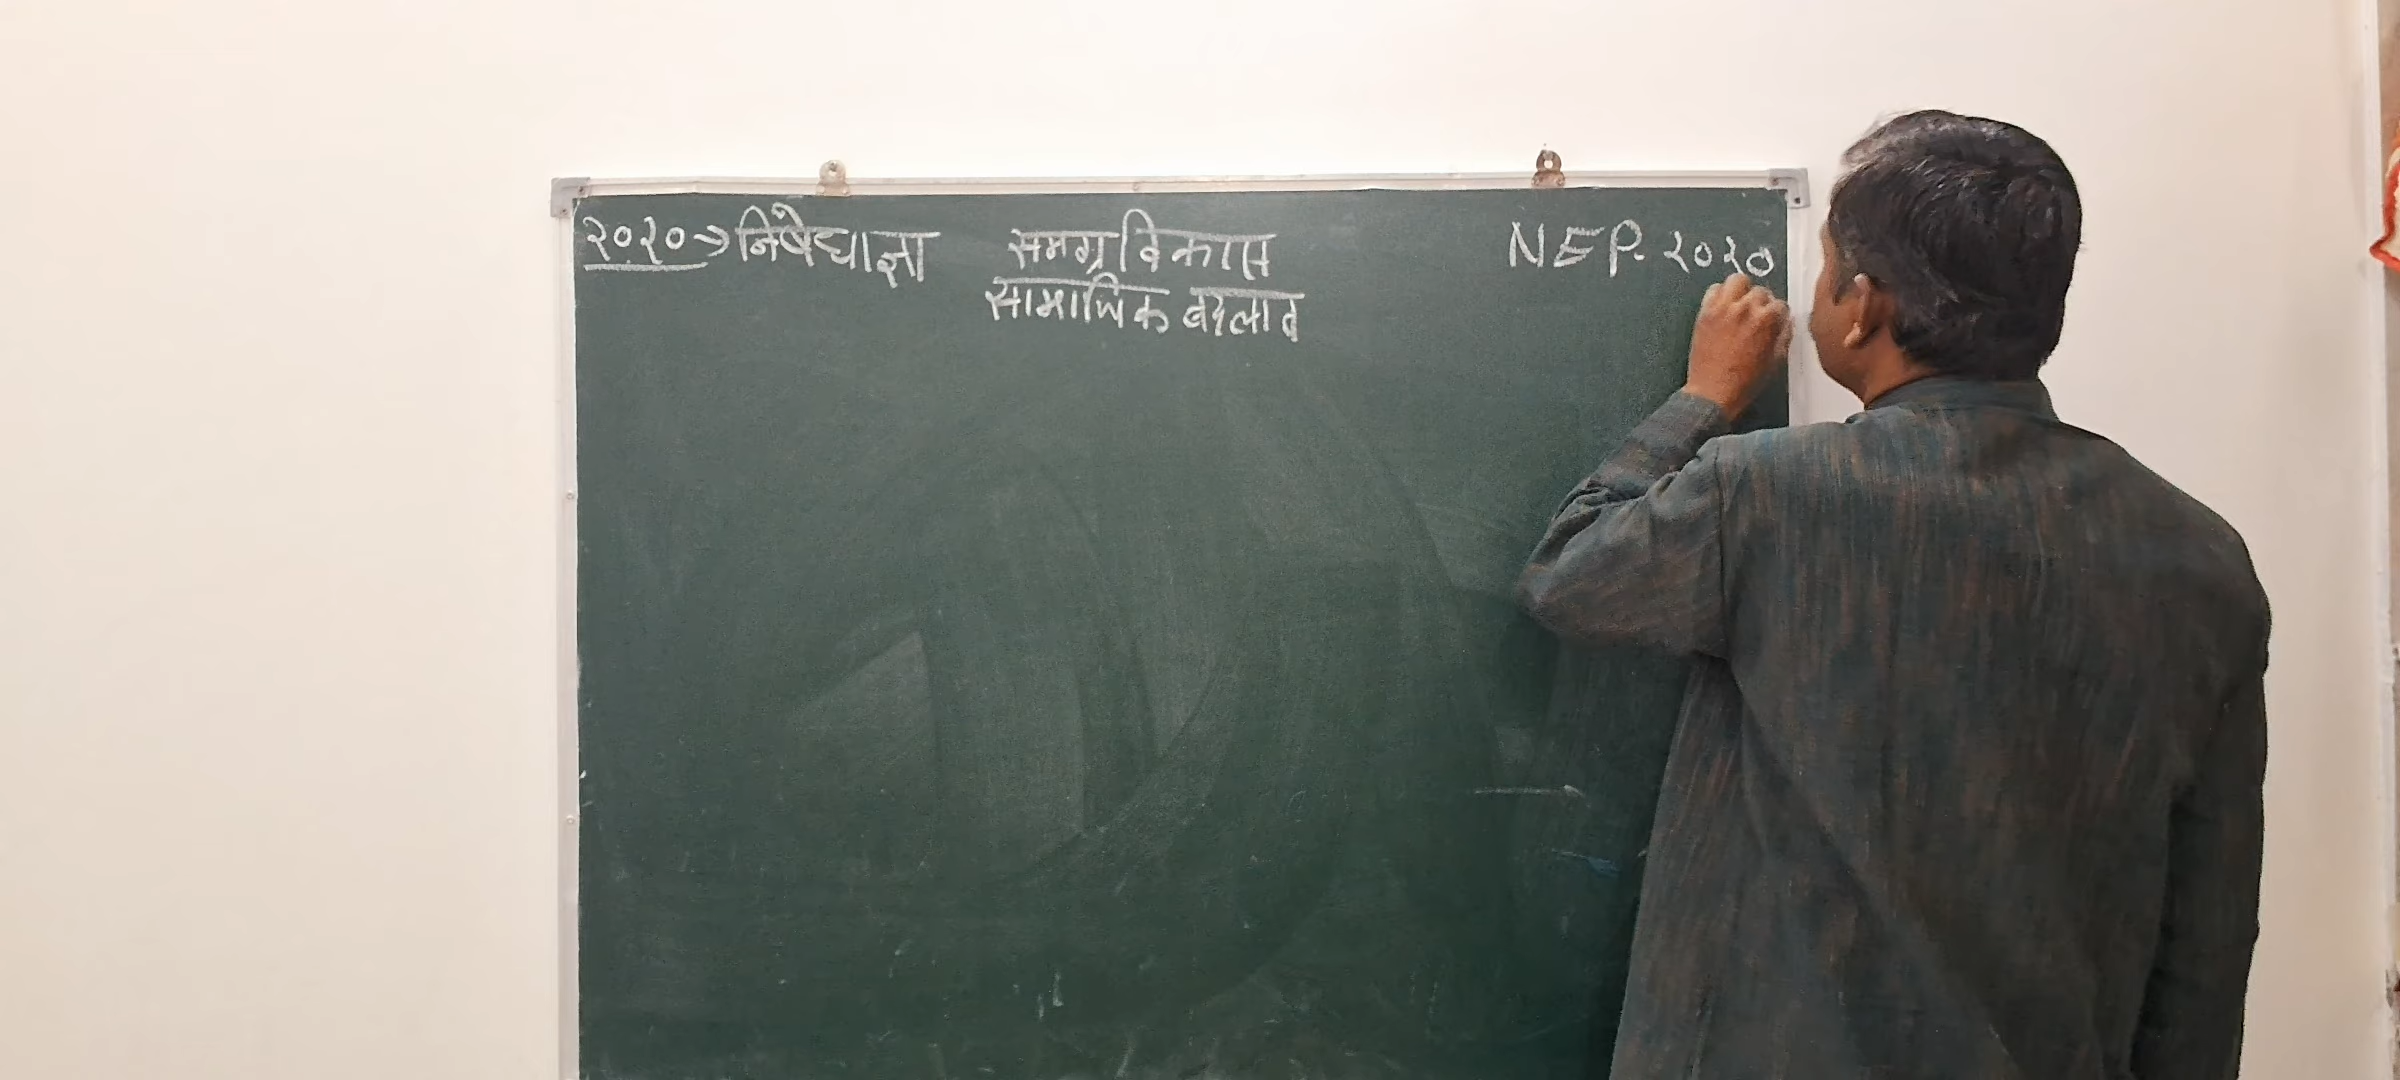 २०२० → निषेधाज्ञा
समग्र विकास
सामाजिक बदलाव
NEP. २०२०